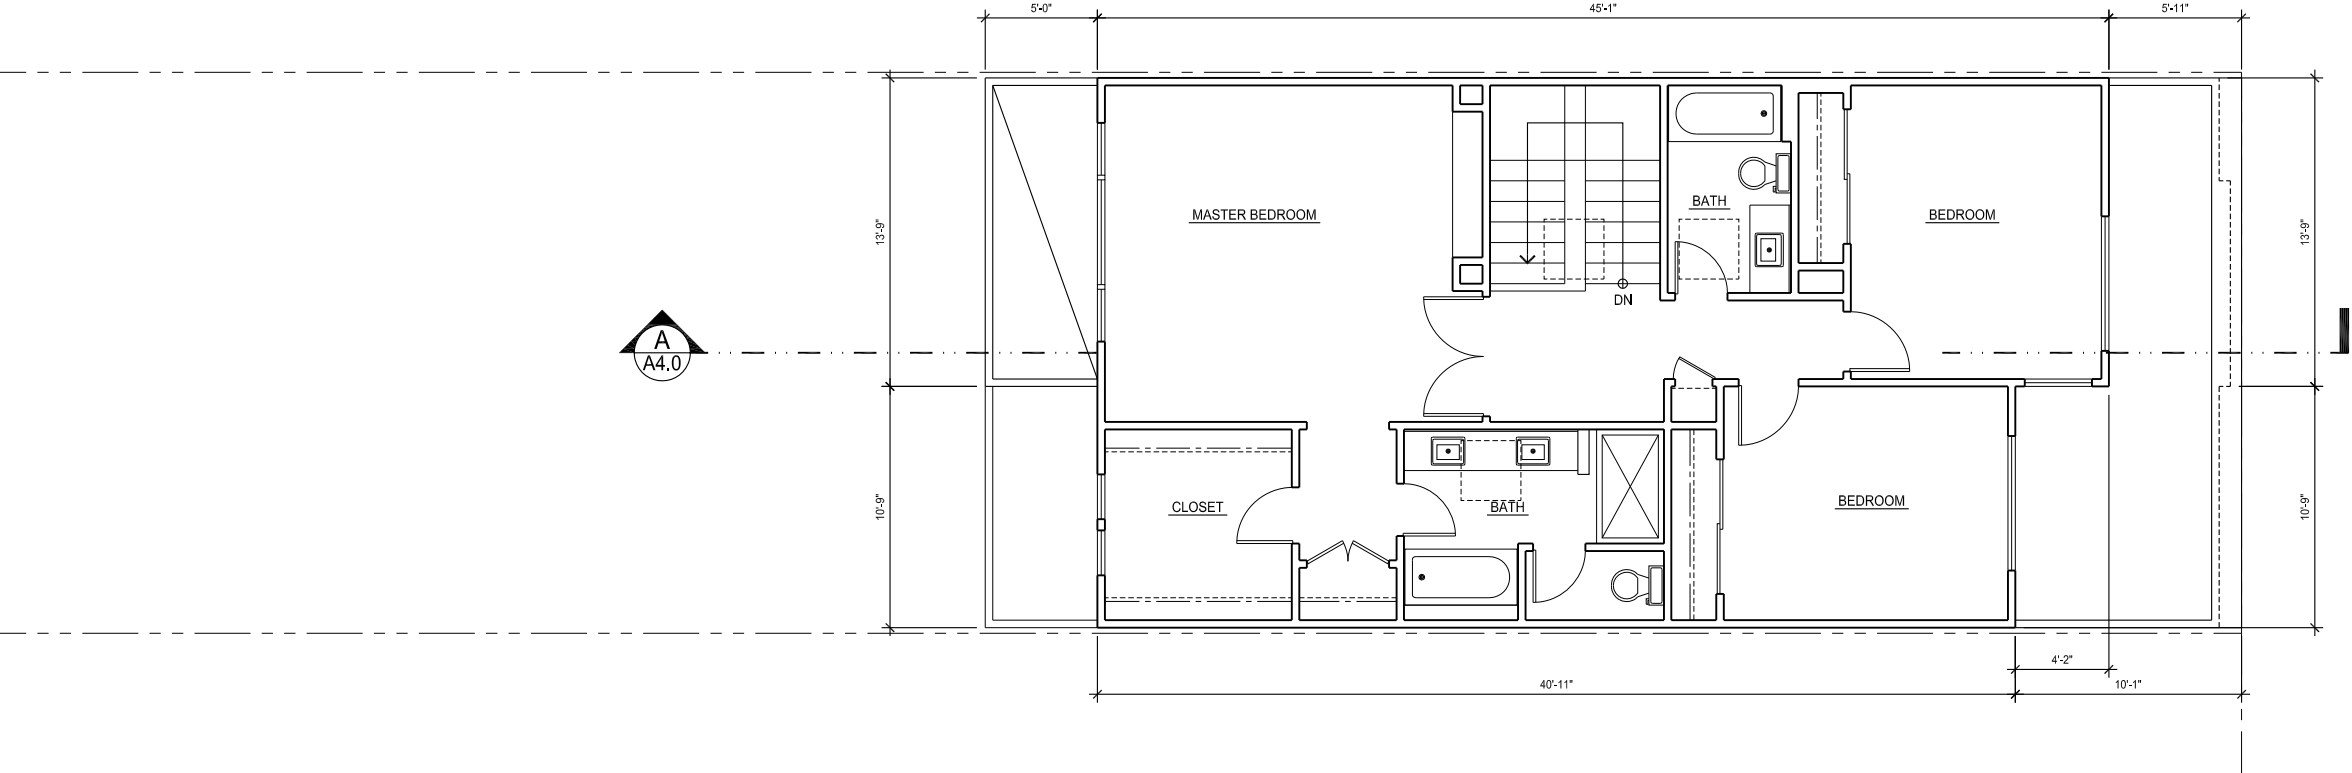 5'-0"
45'-1"
5'-11"
13'-9"
MASTER BEDROOM
BATH
BEDROOM
13'-9"
DN
A
A4.0
10'-9"
CLOSET
BATH
BEDROOM
10'-9"
4'-2"
40'-11"
10'-1"